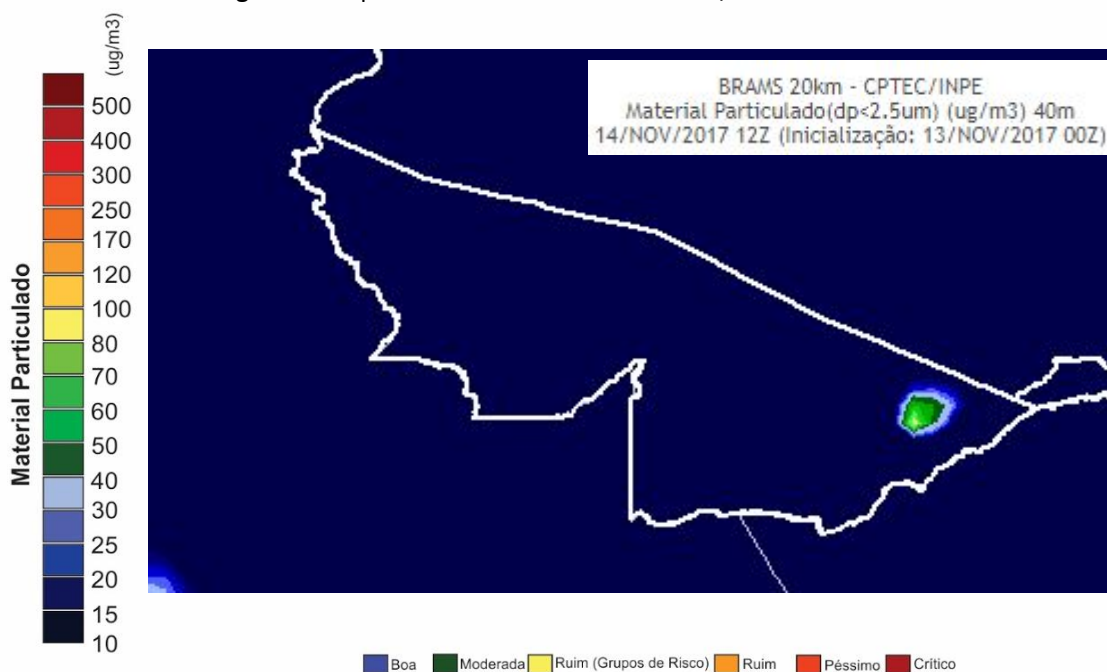 (ug/m3)
BRAMS 20km - CPTEC/INPE
Material Particulado(dp<2.5um) (ug/m3) 40m
14/NOV/2017 12Z (Inicialização: 13/NOV/2017 00Z)
Material Particulado
500
400
300
250
170
120
100
80
70
60
50
40
30
25
20
15
10
Boa
Moderada
Ruim (Grupos de Risco)
Ruim
Péssimo
Crítico